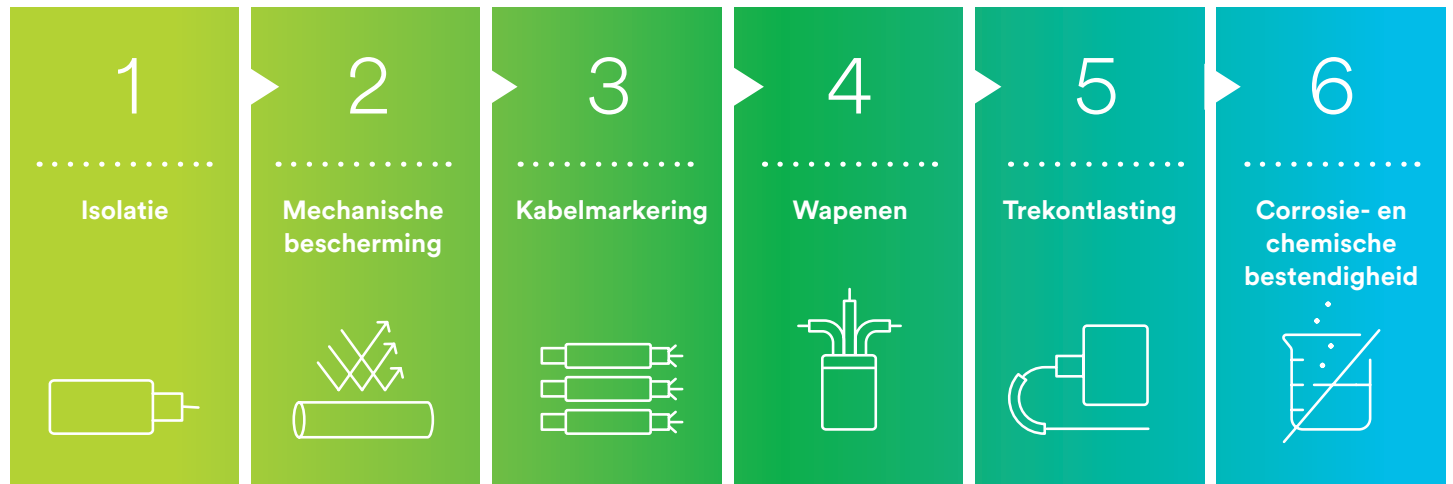 1
Isolatie
2
Mechanische
bescherming
3
Kabelmarkering
4
Wapenen
5
Trekontlasting
6
Corrosie- en
chemische
bestendigheid